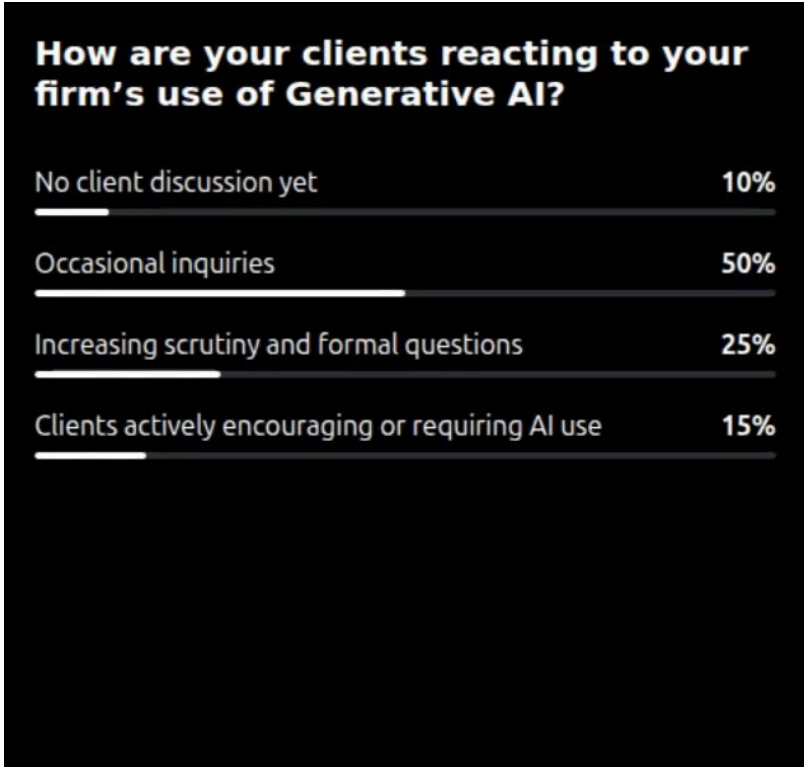 How are your clients reacting to your
firm’s use of Generative AI?
No client discussion yet 10%
Occasional inquiries 50%
Increasing scrutiny and formal questions 25%
Clients actively encouraging or requiring AI use 15%